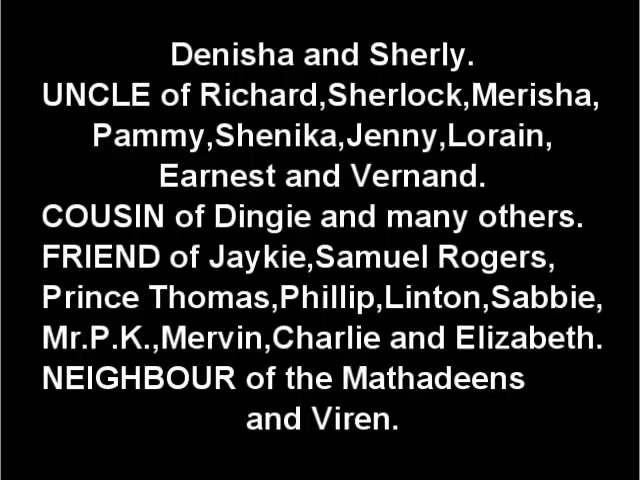 Denisha and Sherly.
UNCLE of Richard,Sherlock,Merisha,
Pammy,Shenika,Jenny,Lorain,
Earnest and Vernand.
COUSIN of Dingie and many others.
FRIEND of Jaykie,Samuel Rogers,
Prince Thomas,Phillip,Linton,Sabbie,
Mr.P.K.,Mervin,Charlie and Elizabeth.
NEIGHBOUR of the Mathadeens
and Viren.